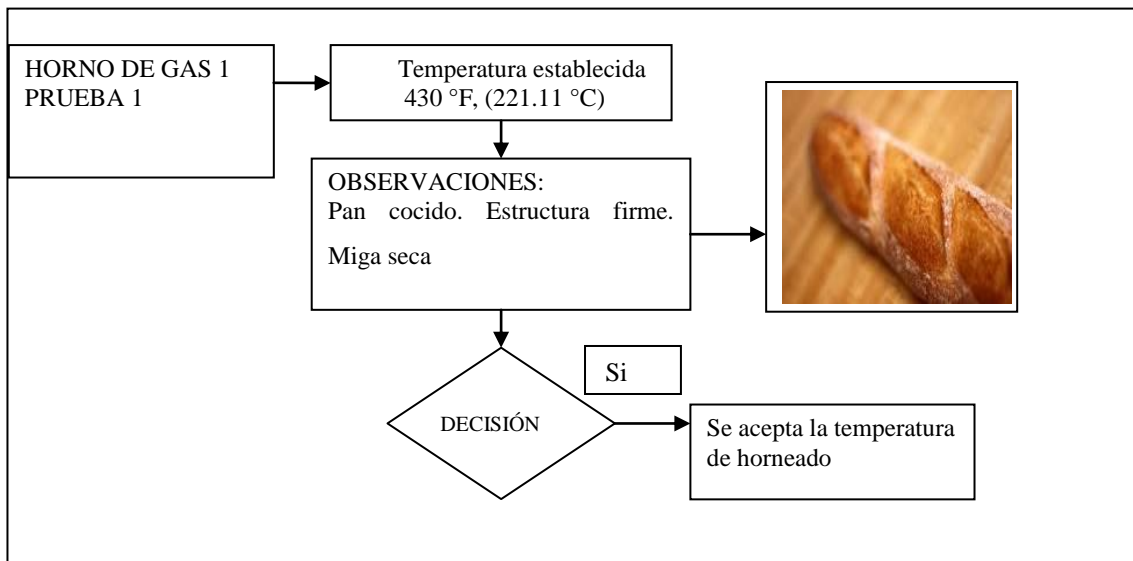 HORNO DE GAS 1
PRUEBA 1
Temperatura establecida
430 °F, (221.11 °C)
OBSERVACIONES:
Pan cocido. Estructura firme.
Miga seca
DECISIÓN
Si
Se acepta la temperatura
de horneado